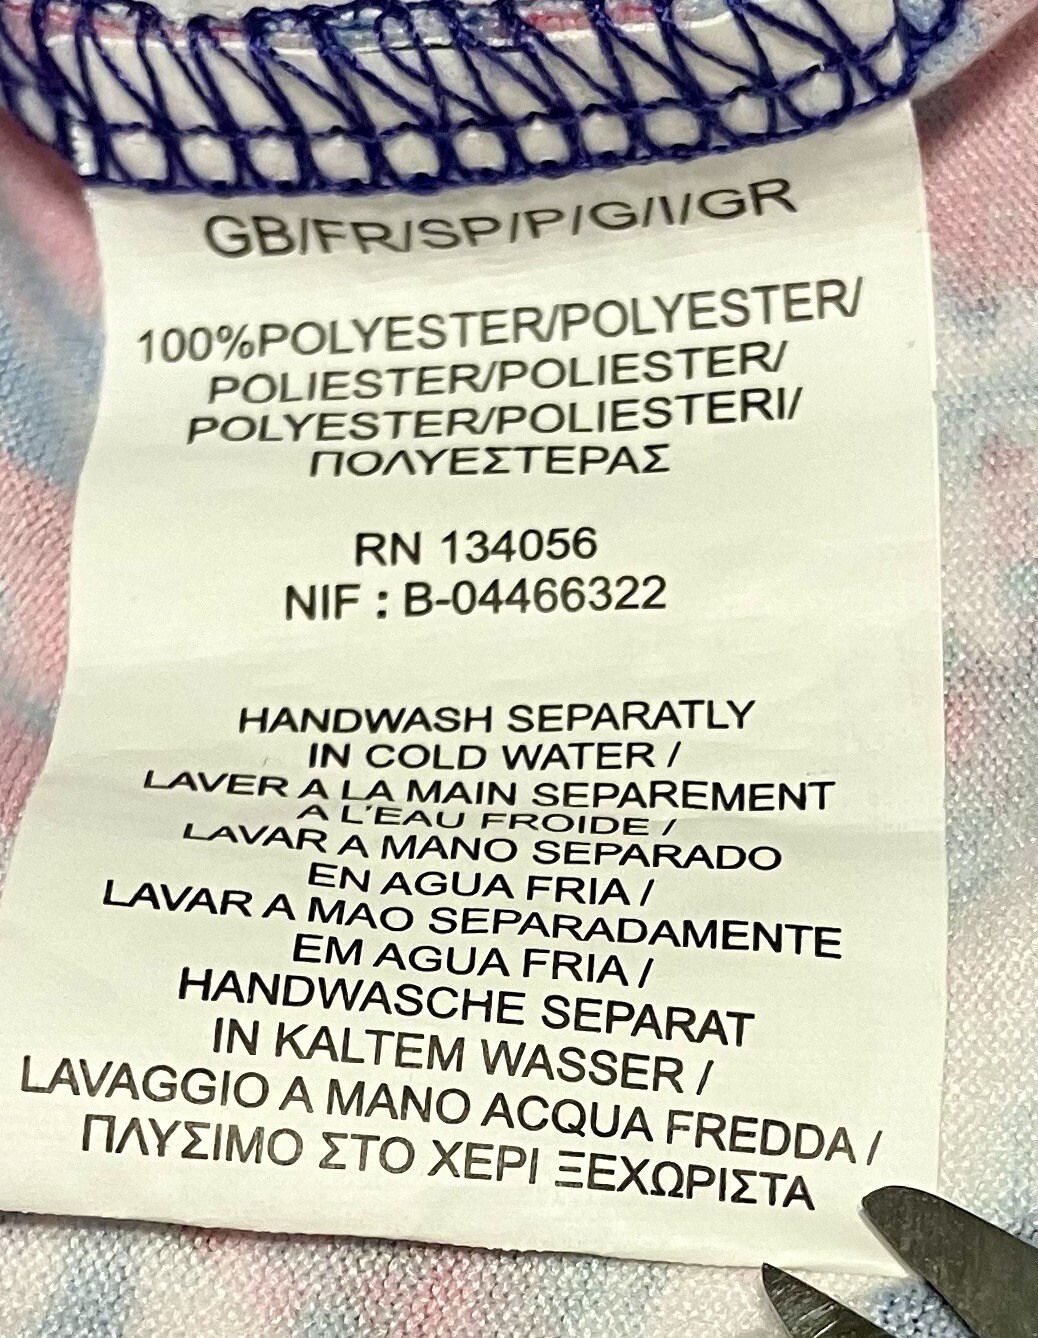 GB/FR/SP/P/G/I/GR
100%POLYESTER/POLYESTER/
POLIESTER/POLIESTER/
POLYESTER/POLIESTERI/
ΠΟΛΥΕΣΤΕΡΑΣ
RN 134056
NIF : B-04466322
HANDWASH SEPARATLY
IN COLD WATER /
LAVER A LA MAIN SEPAREMENT
A L'EAU FROIDE /
LAVAR A MANO SEPARADO
EN AGUA FRIA /
LAVAR A MAO SEPARADAMENTE
EM AGUA FRIA /
HANDWASCHE SEPARAT
IN KALTEM WASSER /
LAVAGGIO A MANO ACQUA FREDDA /
ΠΛΥΣΙΜΟ ΣΤΟ ΧΕΡΙ ΞΕΧΩΡΙΣΤΑ